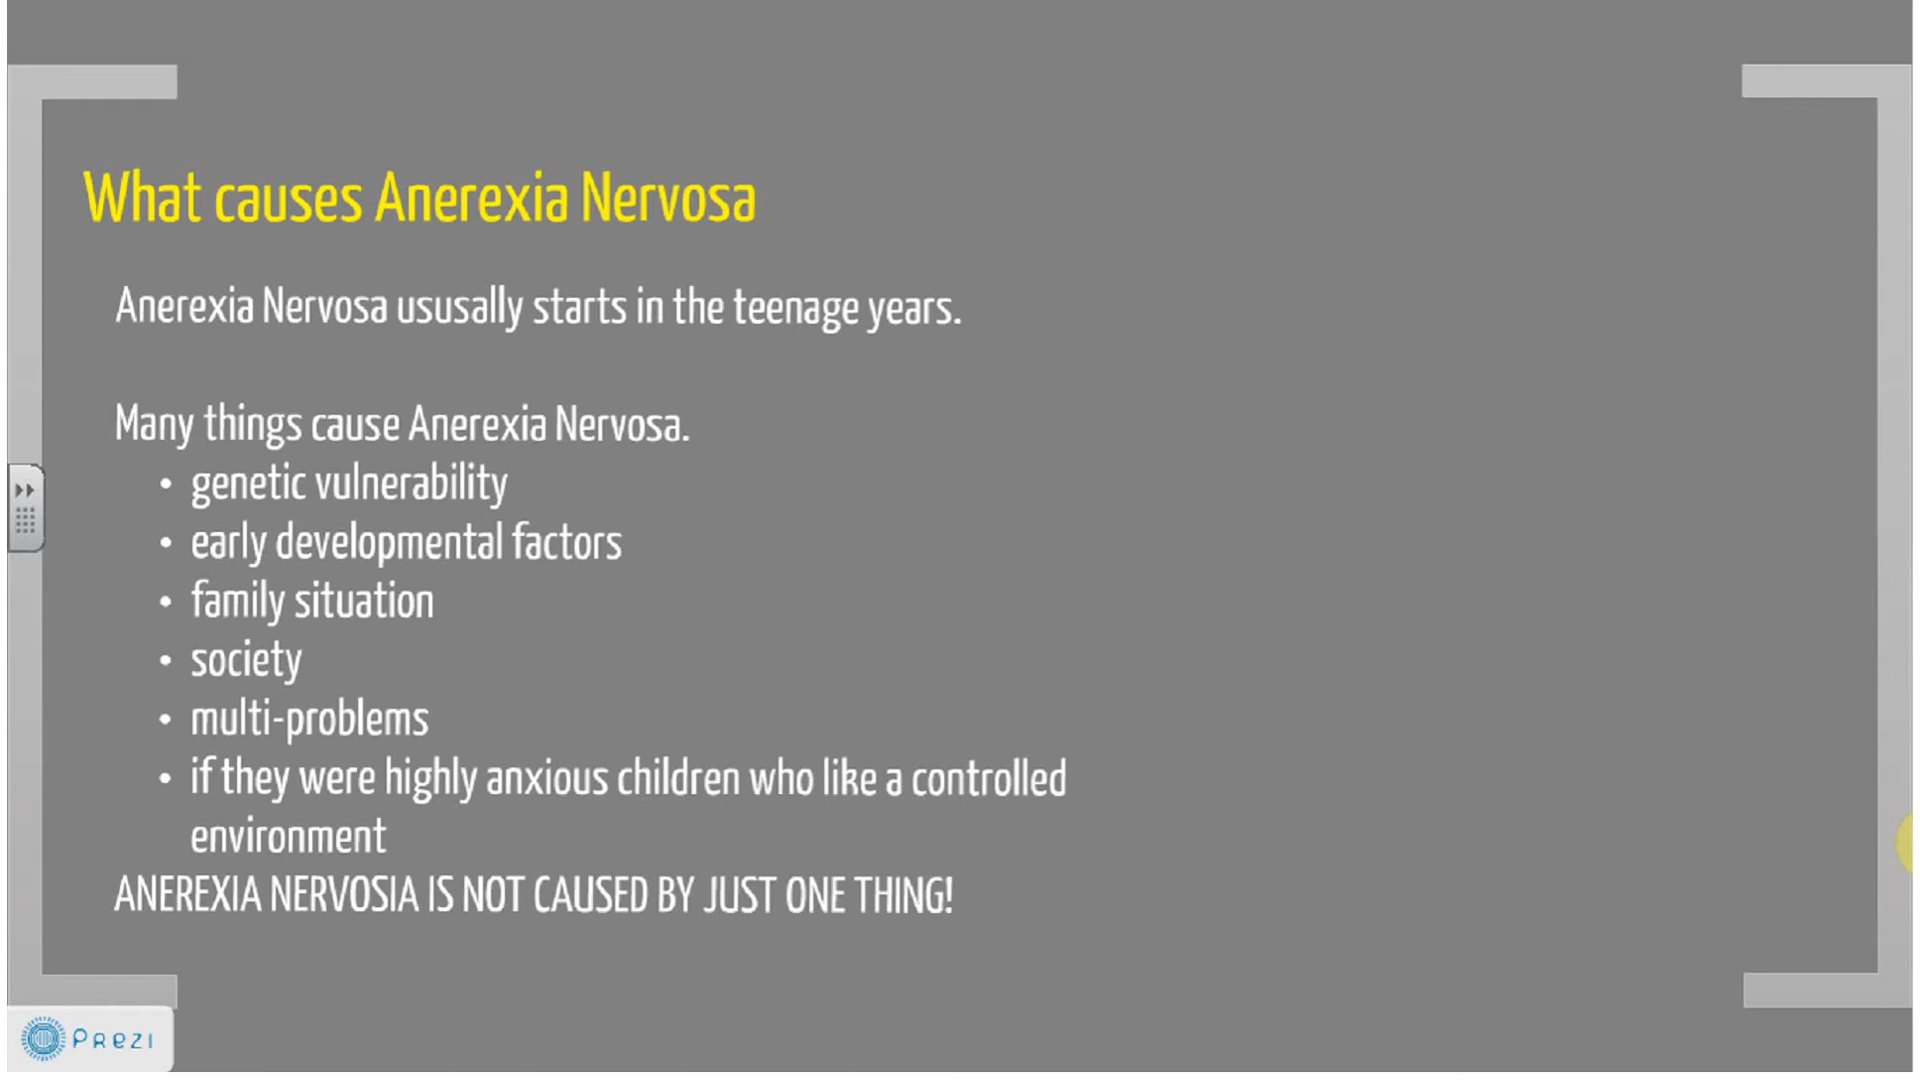 What causes Anerexia Nervosa
Anerexia Nervosa ususally starts in the teenage years.
Many things cause Anerexia Nervosa.
• genetic vulnerability
• early developmental factors
• family situation
• society
• multi-problems
• if they were highly anxious children who like a controlled
environment
ANEREXIA NERVOSIA IS NOT CAUSED BY JUST ONE THING!
Prezi